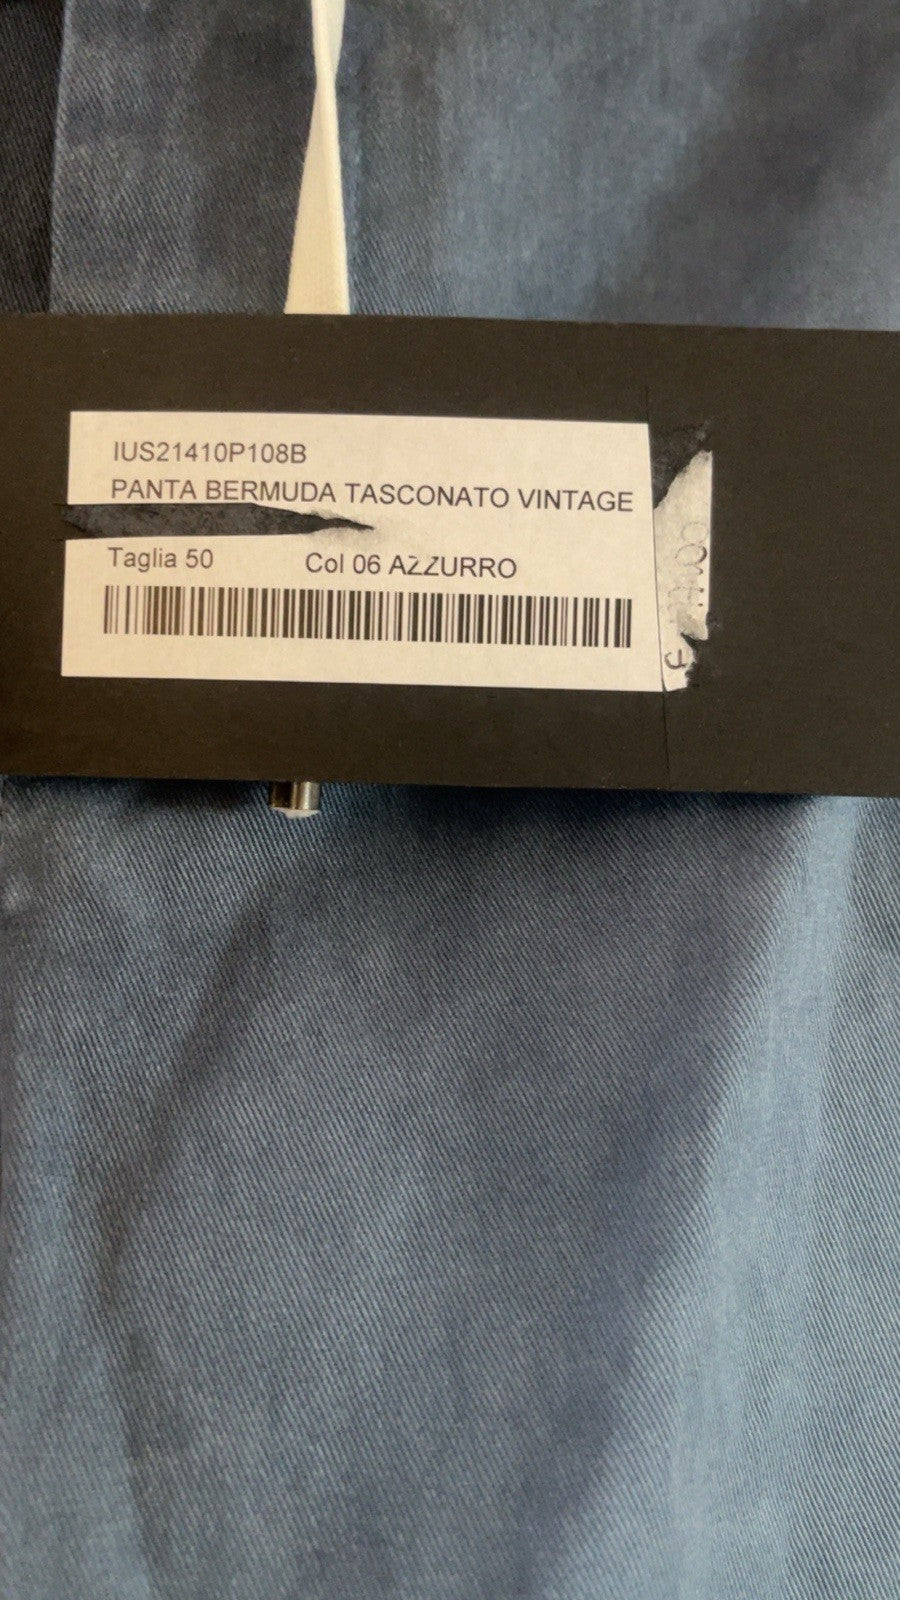 IUS21410P108B
PANTA BERMUDA TASCONATO VINTAGE
Taglia 50 Col 06 AZZURRO